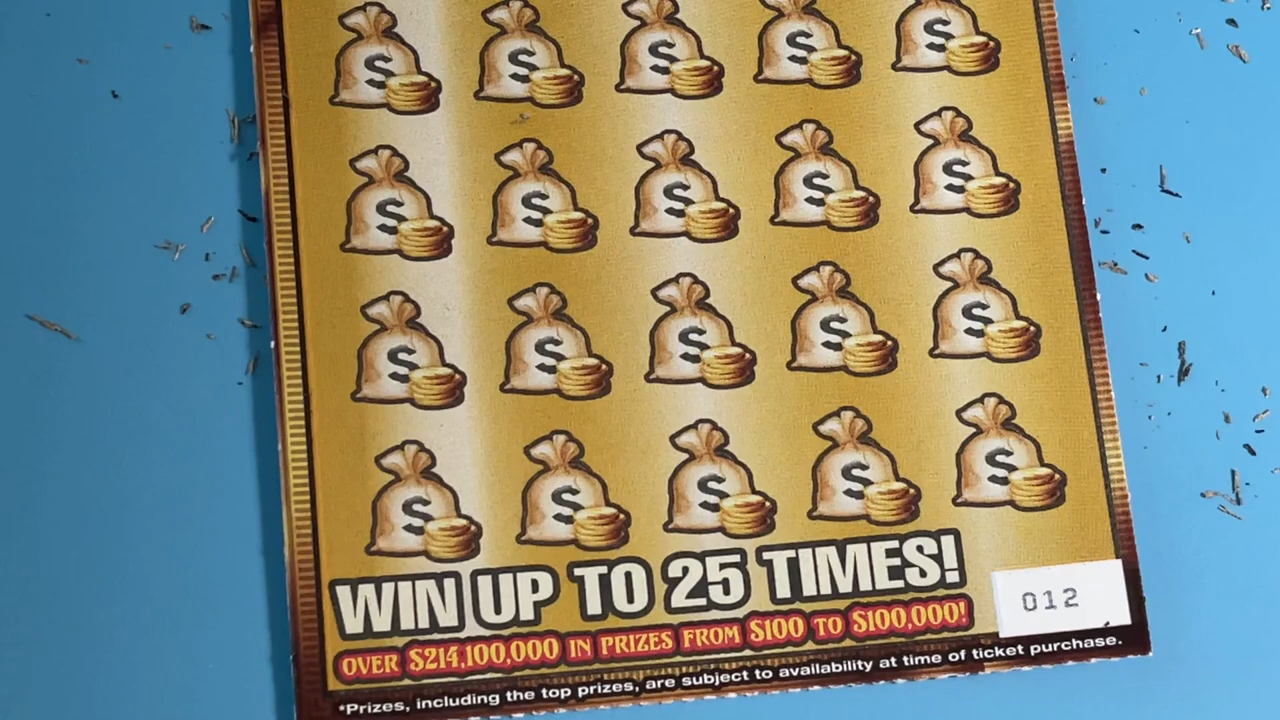 $ $ $ $ $
$ $ $ $ $
$ $ $ $ $
$ $ $ $ $
WIN UP TO 25 TIMES!
OVER $214,100,000 IN PRIZES FROM $100 TO $100,000!
012
*Prizes, including the top prizes, are subject to availability at time of ticket purchase.